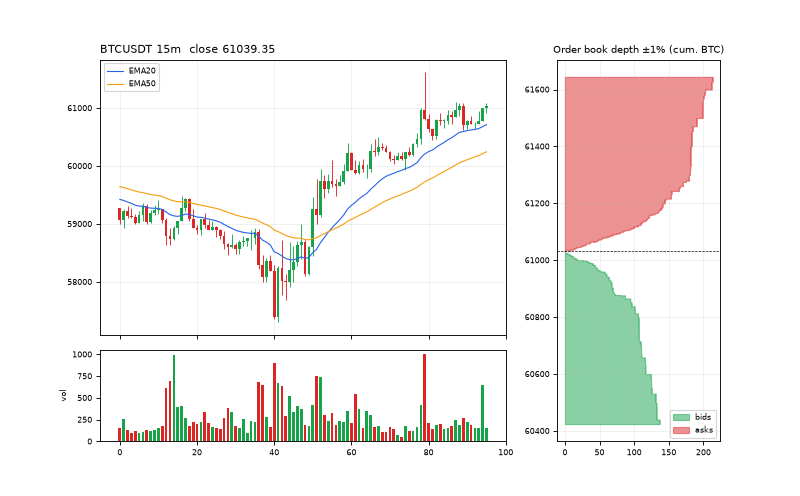 BTCUSDT 15m  close 61039.35
EMA20
EMA50
61000
60000
59000
58000
1000
750
500
250
0
vol
0 20 40 60 80 100
Order book depth ±1% (cum. BTC)
61600
61400
61200
61000
60800
60600
60400
bids
asks
0 50 100 150 200